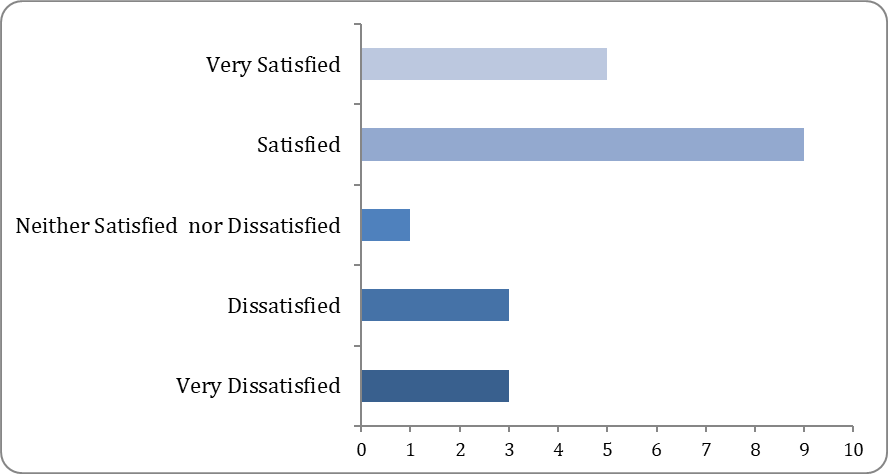 Very Satisfied
Satisfied
Neither Satisfied  nor Dissatisfied
Dissatisfied
Very Dissatisfied
0 1 2 3 4 5 6 7 8 9 10